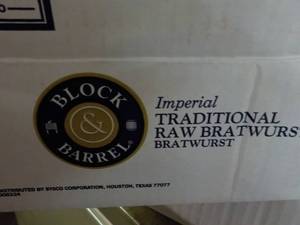 BLOCK
&
BARREL
Imperial
TRADITIONAL
RAW BRATWURS
BRATWURST
DISTRIBUTED BY SYSCO CORPORATION, HOUSTON, TEXAS 77077